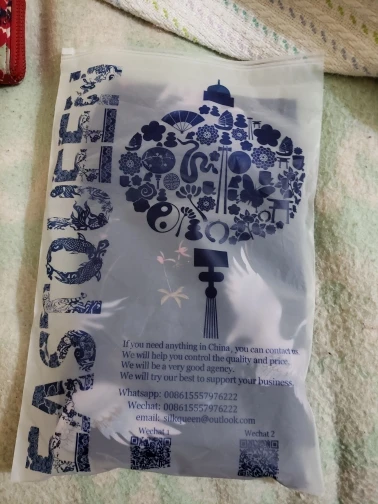 EASTQUEEN
If you need anything in China, you can contact us
We will help you control the quality and price.
We will be a very good agency.
We will try our best to support your business.
Whatsapp: 008615557976222
Wechat: 008615557976222
email: silkqueen@outlook.com
Wechat 1
Wechat 2